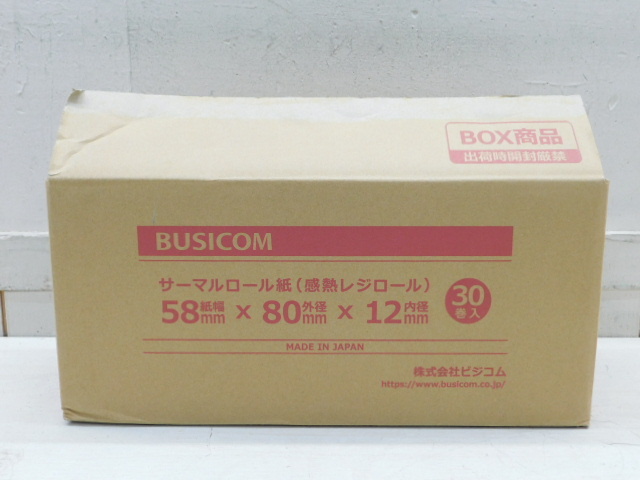 BOX商品
出荷時開封厳禁
BUSICOM
サーマルロール紙(感熱レジロール)
58紙幅mm × 80外径mm × 12内径mm
30巻入
MADE IN JAPAN
株式会社ビジコム
https://www.busicom.co.jp/